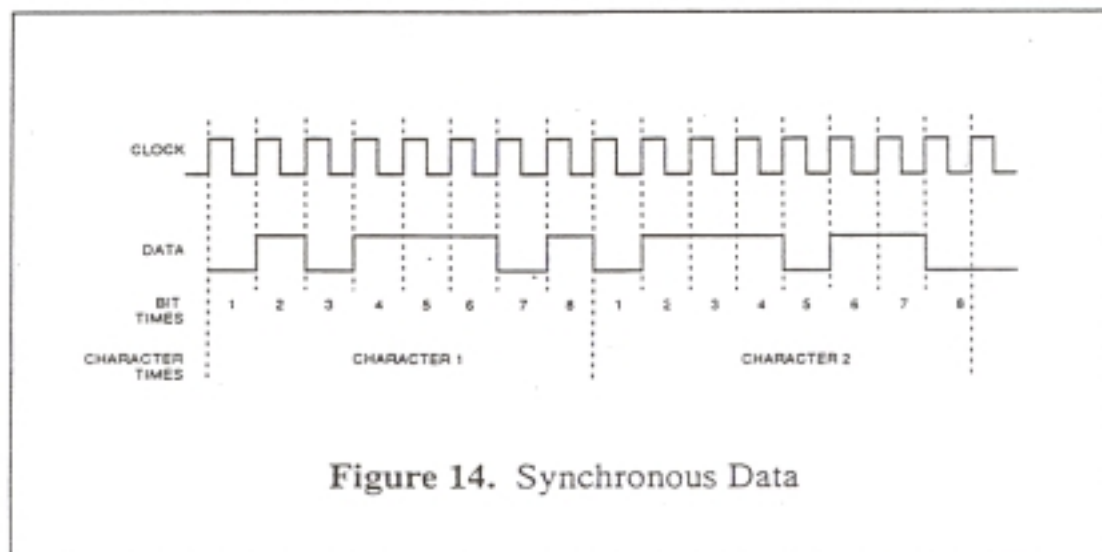 CLOCK
DATA
BIT
TIMES
1 2 3 4 5 6 7 8 1 2 3 4 5 6 7 8
CHARACTER
TIMES
CHARACTER 1
CHARACTER 2
Figure 14. Synchronous Data